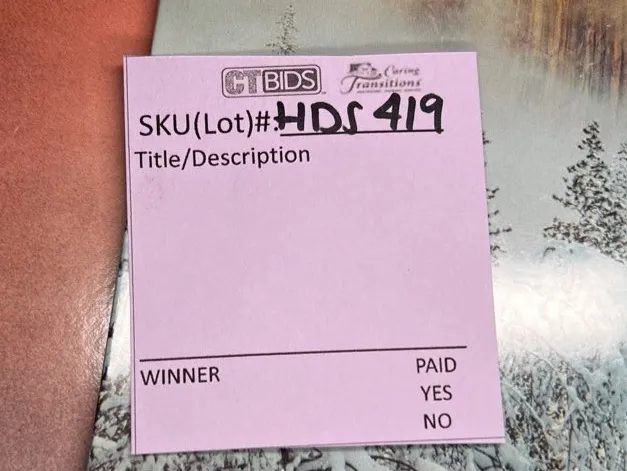 CTBIDS Caring Transitions
SKU(Lot)#:HDS 419
Title/Description
WINNER PAID
YES
NO